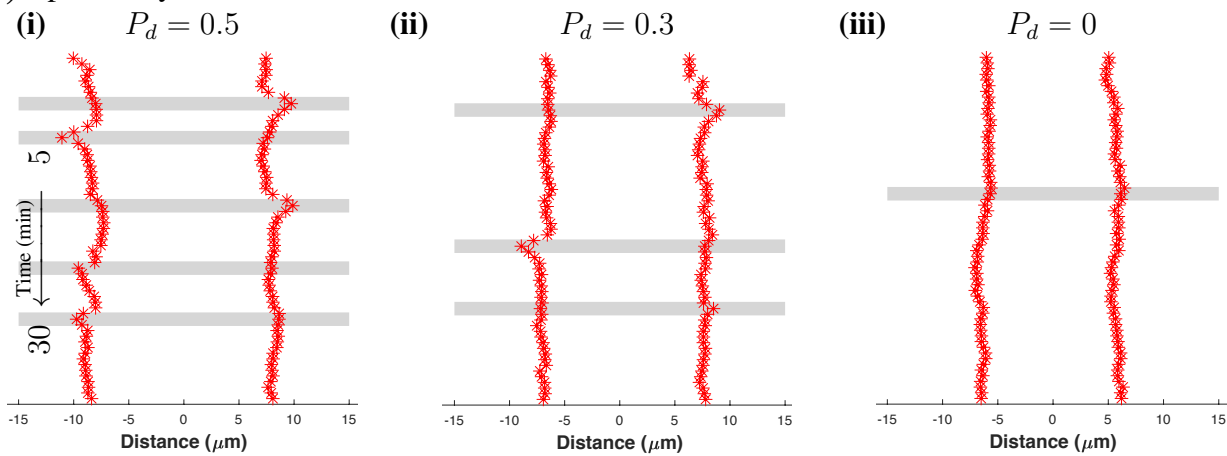 (i) P_d = 0.5 (ii) P_d = 0.3 (iii) P_d = 0
5
Time (min)
30
-15 -10 -5 0 5 10 15
Distance (μm)
-15 -10 -5 0 5 10 15
Distance (μm)
-15 -10 -5 0 5 10 15
Distance (μm)